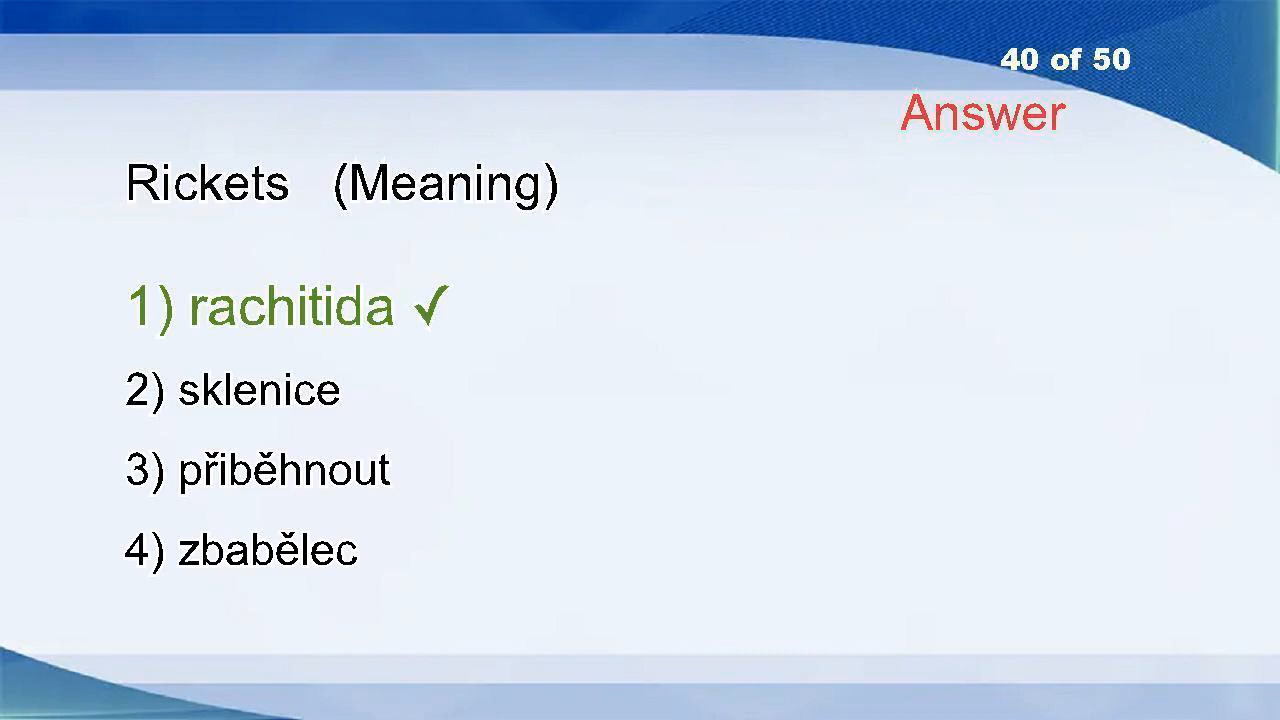 40 of 50
Answer
Rickets (Meaning)
1) rachitida ✓
2) sklenice
3) přiběhnout
4) zbabělec